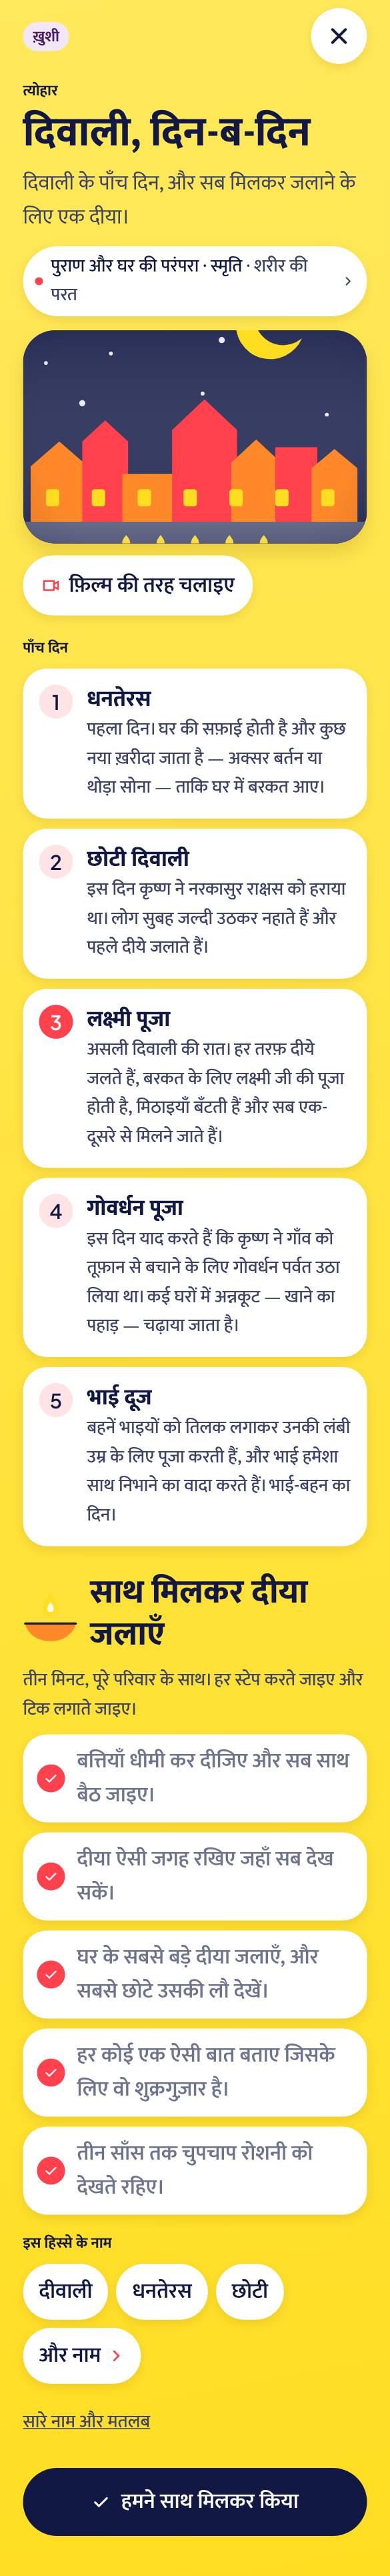 ख़ुशी
त्योहार
दिवाली, दिन-ब-दिन
दिवाली के पाँच दिन, और सब मिलकर जलाने के
लिए एक दीया।
पुराण और घर की परंपरा · स्मृति · शरीर की
परत
फ़िल्म की तरह चलाइए
पाँच दिन
1
धनतेरस
पहला दिन। घर की सफ़ाई होती है और कुछ
नया ख़रीदा जाता है — अक्सर बर्तन या
थोड़ा सोना — ताकि घर में बरकत आए।
2
छोटी दिवाली
इस दिन कृष्ण ने नरकासुर राक्षस को हराया
था। लोग सुबह जल्दी उठकर नहाते हैं और
पहले दीये जलाते हैं।
3
लक्ष्मी पूजा
असली दिवाली की रात। हर तरफ़ दीये
जलते हैं, बरकत के लिए लक्ष्मी जी की पूजा
होती है, मिठाइयाँ बँटती हैं और सब एक-
दूसरे से मिलने जाते हैं।
4
गोवर्धन पूजा
इस दिन याद करते हैं कि कृष्ण ने गाँव को
तूफ़ान से बचाने के लिए गोवर्धन पर्वत उठा
लिया था। कई घरों में अन्नकूट — खाने का
पहाड़ — चढ़ाया जाता है।
5
भाई दूज
बहनें भाइयों को तिलक लगाकर उनकी लंबी
उम्र के लिए पूजा करती हैं, और भाई हमेशा
साथ निभाने का वादा करते हैं। भाई-बहन का
दिन।
साथ मिलकर दीया
जलाएँ
तीन मिनट, पूरे परिवार के साथ। हर स्टेप करते जाइए और
टिक लगाते जाइए।
बत्तियाँ धीमी कर दीजिए और सब साथ
बैठ जाइए।
दीया ऐसी जगह रखिए जहाँ सब देख
सकें।
घर के सबसे बड़े दीया जलाएँ, और
सबसे छोटे उसकी लौ देखें।
हर कोई एक ऐसी बात बताए जिसके
लिए वो शुक्रगुज़ार है।
तीन साँस तक चुपचाप रोशनी को
देखते रहिए।
इस हिस्से के नाम
दीवाली
धनतेरस
छोटी
और नाम
सारे नाम और मतलब
हमने साथ मिलकर किया